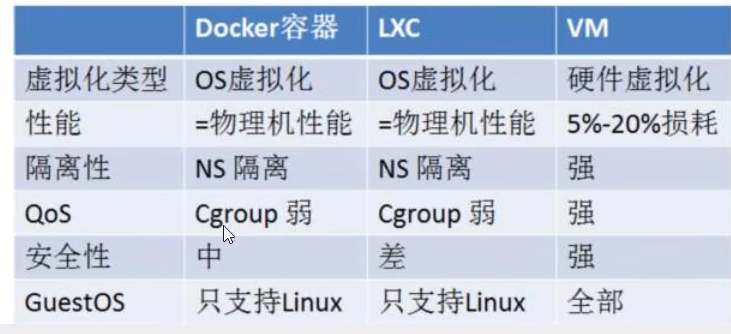 Docker容器 LXC VM
虚拟化类型 OS虚拟化 OS虚拟化 硬件虚拟化
性能 =物理机性能 =物理机性能 5%-20%损耗
隔离性 NS 隔离 NS 隔离 强
QoS Cgroup 弱 Cgroup 弱 强
安全性 中 差 强
GuestOS 只支持Linux 只支持Linux 全部